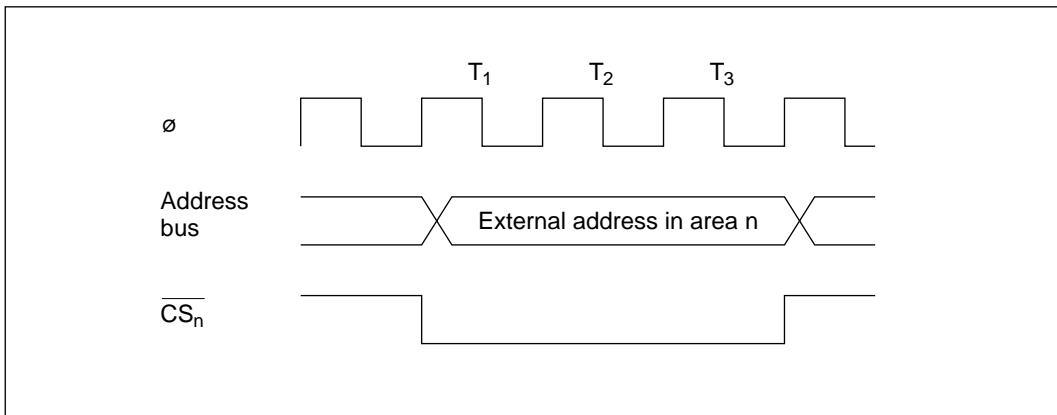 T1 T2 T3
ø
Address
bus
External address in area n
CSn